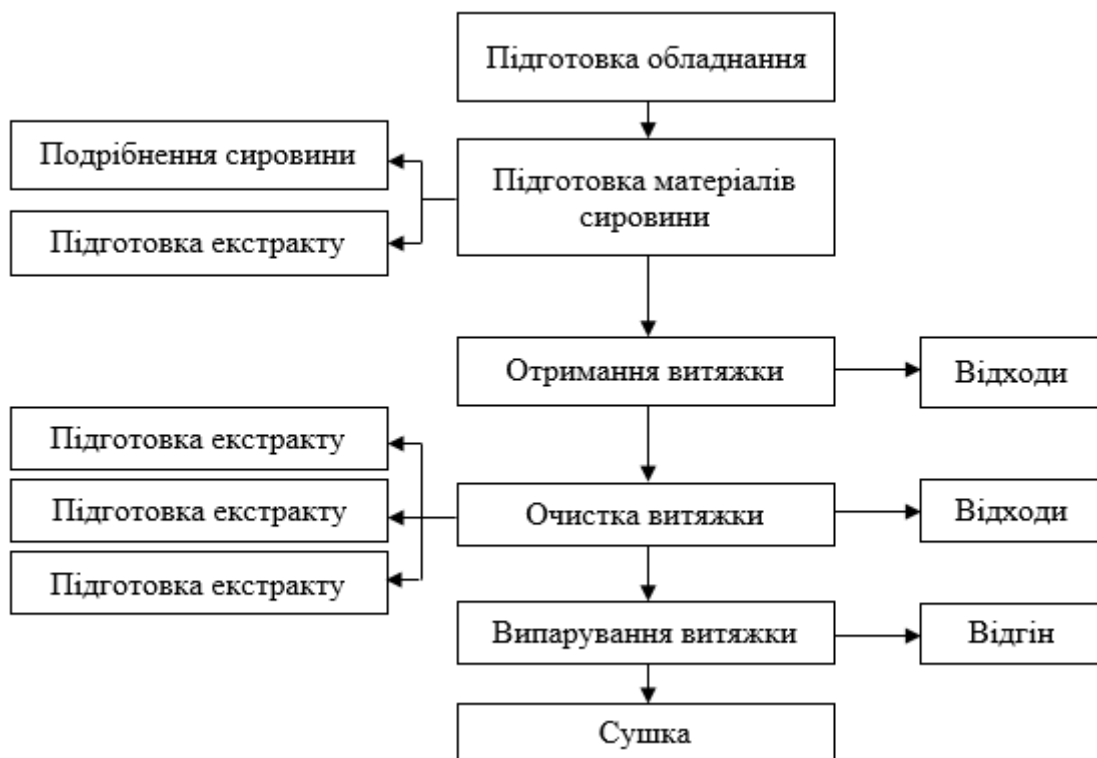 Підготовка обладнання
Подрібнення сировини
Підготовка матеріалів
сировини
Підготовка екстракту
Отримання витяжки
Відходи
Підготовка екстракту
Підготовка екстракту
Очистка витяжки
Відходи
Підготовка екстракту
Випарування витяжки
Відгін
Сушка